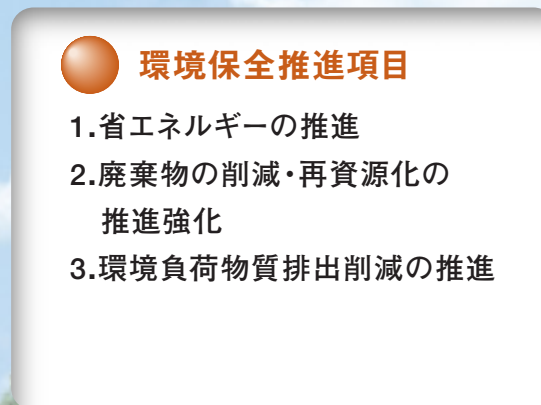 環境保全推進項目
1.省エネルギーの推進
2.廃棄物の削減・再資源化の
推進強化
3.環境負荷物質排出削減の推進